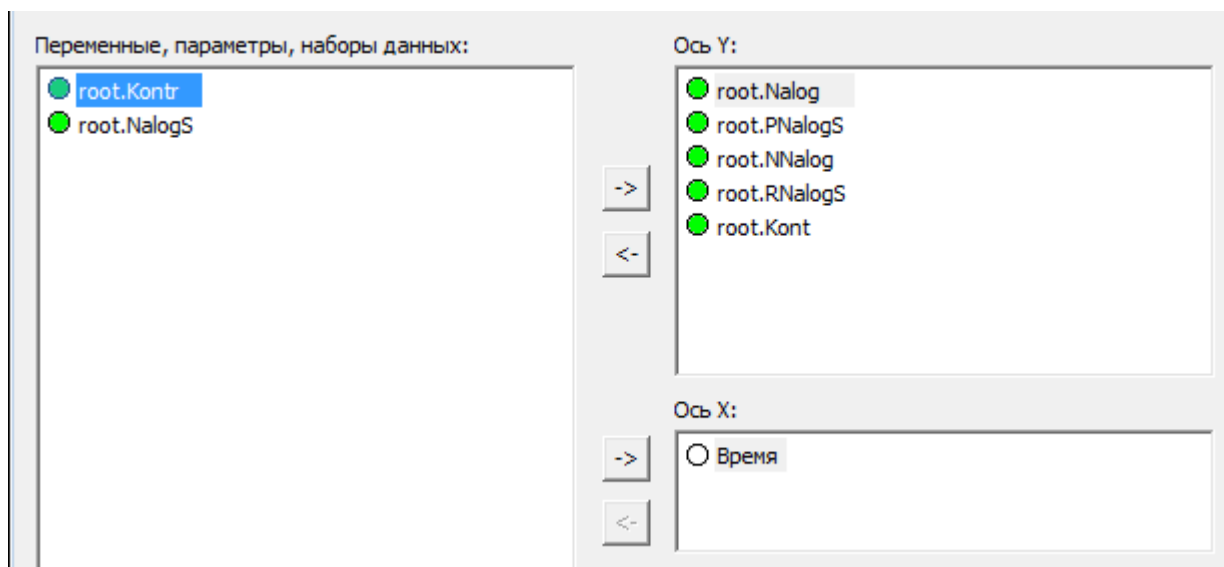 Переменные, параметры, наборы данных:
root.Kontr
root.NalogS
->
<-
Ось Y:
root.Nalog
root.PNalogS
root.NNalog
root.RNalogS
root.Kont
->
<-
Ось X:
Время